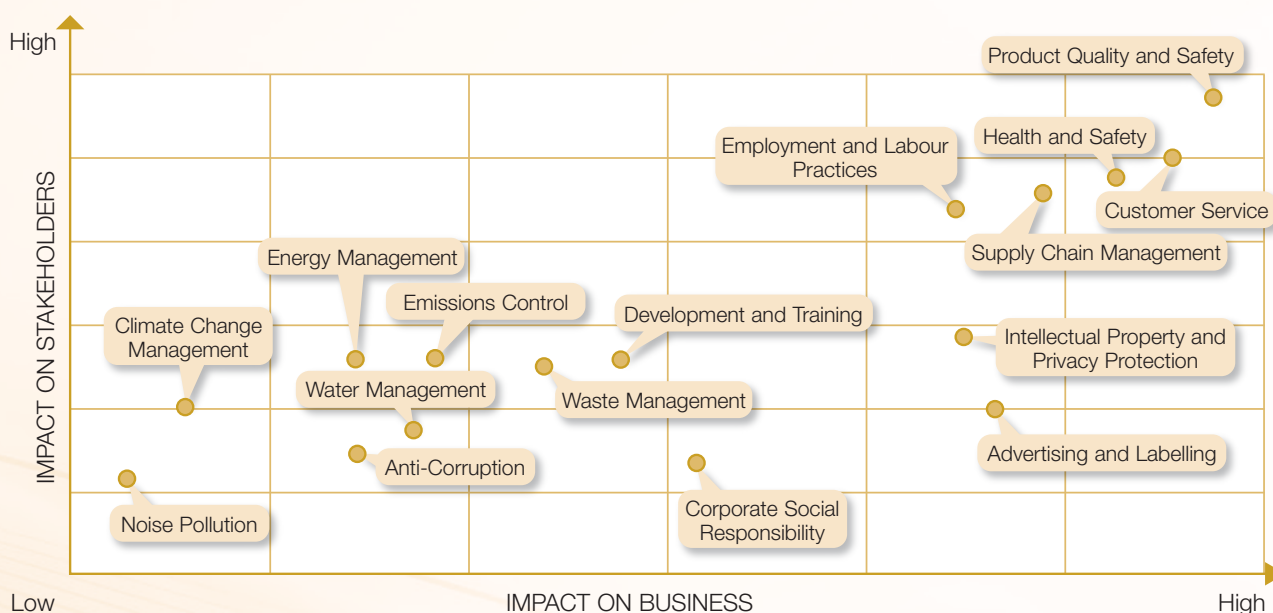 High
Product Quality and Safety
Employment and Labour
Practices
Health and Safety
Customer Service
Supply Chain Management
Energy Management
Emissions Control
Development and Training
Climate Change
Management
Intellectual Property and
Privacy Protection
Water Management
Waste Management
Anti-Corruption
Advertising and Labelling
Noise Pollution
Corporate Social
Responsibility
IMPACT ON STAKEHOLDERS
Low
IMPACT ON BUSINESS
High